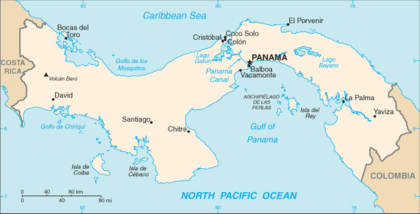 Caribbean Sea
El Porvenir
Bocas del
Toro
Coco Solo
Cristóbal
Colón
COSTA
RICA
Golfo de los
Mosquitos
Lago
Gatún
PANAMÁ
Lago
Bayano
Volcán Barú
Panama
Canal
Balboa
Vacamonte
David
ARCHIPIÉLAGO
DE LAS
PERLAS
La Palma
Isla del
Rey
Golfo de Chiriquí
Santiago
Chitré
Yaviza
Gulf of
Panama
Isla de
Coiba
Isla de
Cébaco
COLOMBIA
NORTH PACIFIC OCEAN
0 40 80 km
0 40 80 mi